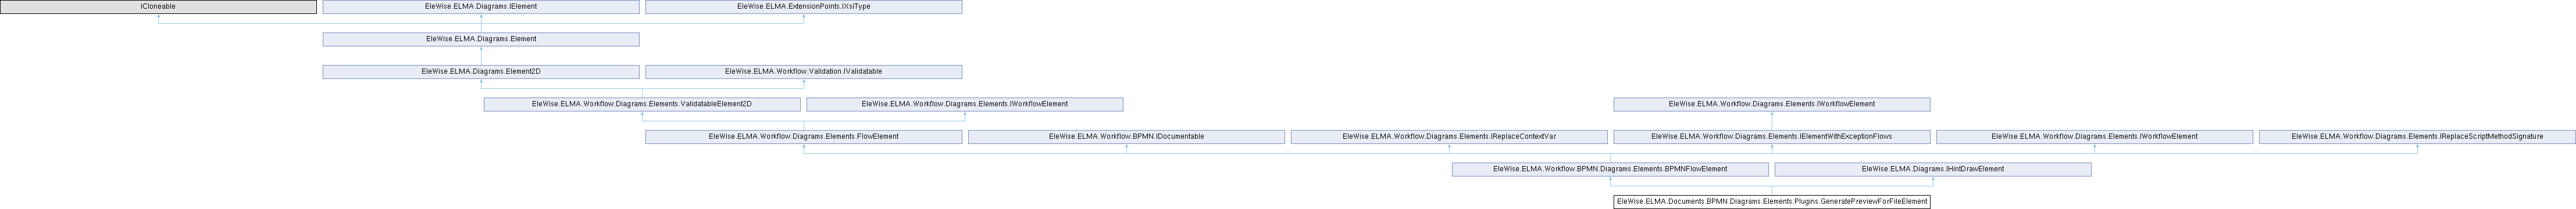 ICloneable
EleWise.ELMA.Diagrams.IElement
EleWise.ELMA.ExtensionPoints.IXsiType
EleWise.ELMA.Diagrams.Element
EleWise.ELMA.Diagrams.Element2D
EleWise.ELMA.Workflow.Validation.IValidatable
EleWise.ELMA.Workflow.Diagrams.Elements.ValidatableElement2D
EleWise.ELMA.Workflow.Diagrams.Elements.IWorkflowElement
EleWise.ELMA.Workflow.Diagrams.Elements.IWorkflowElement
EleWise.ELMA.Workflow.Diagrams.Elements.FlowElement
EleWise.ELMA.Workflow.BPMN.IDocumentable
EleWise.ELMA.Workflow.Diagrams.Elements.IReplaceContextVar
EleWise.ELMA.Workflow.Diagrams.Elements.IElementWithExceptionFlows
EleWise.ELMA.Workflow.Diagrams.Elements.IWorkflowElement
EleWise.ELMA.Workflow.Diagrams.Elements.IReplaceScriptMethodSignature
EleWise.ELMA.Workflow.BPMN.Diagrams.Elements.BPMNFlowElement
EleWise.ELMA.Diagrams.IHintDrawElement
EleWise.ELMA.Documents.BPMN.Diagrams.Elements.Plugins.GeneratePreviewForFileElement